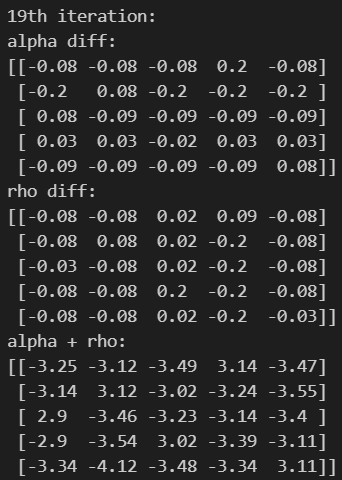 19th iteration:
alpha diff:
[[-0.08 -0.08 -0.08  0.2  -0.08]
 [-0.2   0.08 -0.2  -0.2  -0.2 ]
 [ 0.08 -0.09 -0.09 -0.09 -0.09]
 [ 0.03  0.03 -0.02  0.03  0.03]
 [-0.09 -0.09 -0.09 -0.09  0.08]]
rho diff:
[[-0.08 -0.08  0.02  0.09 -0.08]
 [-0.08  0.08  0.02 -0.2  -0.08]
 [-0.03 -0.08  0.02 -0.2  -0.08]
 [-0.08 -0.08  0.2  -0.2  -0.08]
 [-0.08 -0.08  0.02 -0.2  -0.03]]
alpha + rho:
[[-3.25 -3.12 -3.49  3.14 -3.47]
 [-3.14  3.12 -3.02 -3.24 -3.55]
 [ 2.9  -3.46 -3.23 -3.14 -3.4 ]
 [-2.9  -3.54  3.02 -3.39 -3.11]
 [-3.34 -4.12 -3.48 -3.34  3.11]]